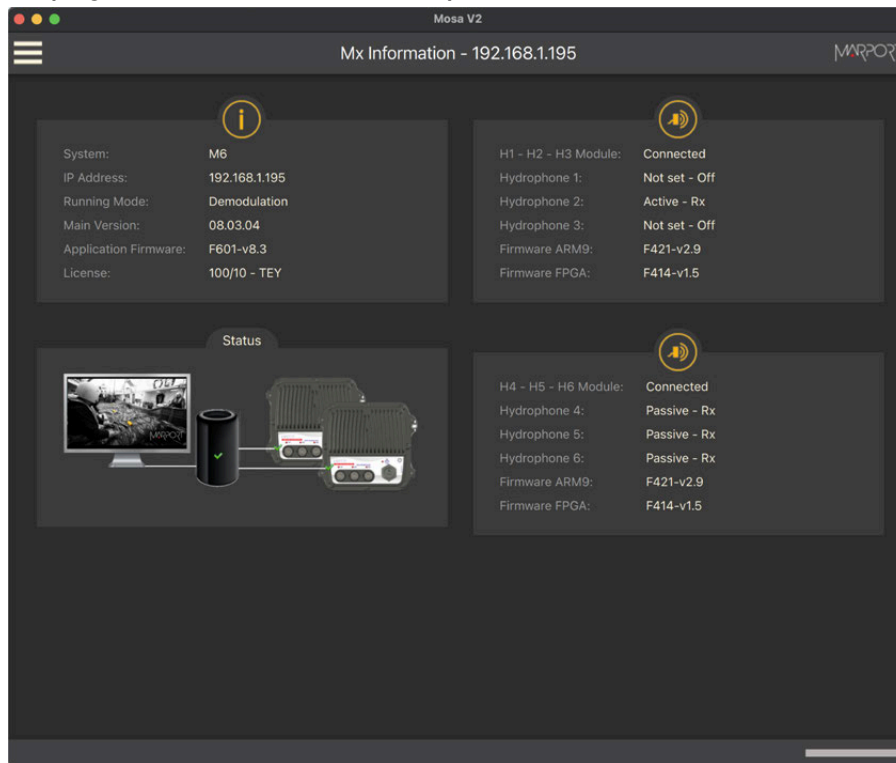 Mosa V2
Mx Information - 192.168.1.195
MARPORT
System: M6
IP Address: 192.168.1.195
Running Mode: Demodulation
Main Version: 08.03.04
Application Firmware: F601-v8.3
License: 100/10 - TEY
H1 - H2 - H3 Module: Connected
Hydrophone 1: Not set - Off
Hydrophone 2: Active - Rx
Hydrophone 3: Not set - Off
Firmware ARM9: F421-v2.9
Firmware FPGA: F414-v1.5
Status
MARPORT
H4 - H5 - H6 Module: Connected
Hydrophone 4: Passive - Rx
Hydrophone 5: Passive - Rx
Hydrophone 6: Passive - Rx
Firmware ARM9: F421-v2.9
Firmware FPGA: F414-v1.5